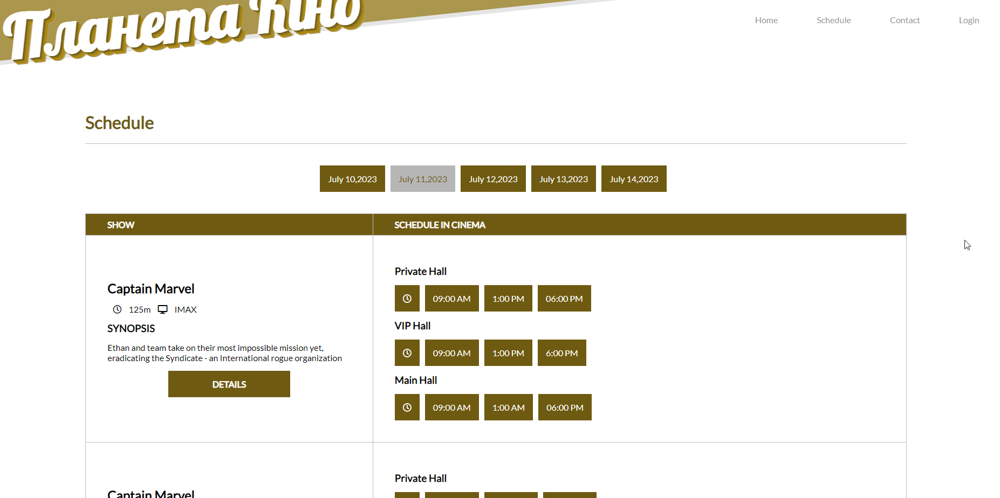 Планета Кіно
Home Schedule Contact Login
Schedule
July 10,2023 July 11,2023 July 12,2023 July 13,2023 July 14,2023
SHOW SCHEDULE IN CINEMA
Captain Marvel
125m IMAX
SYNOPSIS
Ethan and team take on their most impossible mission yet,
eradicating the Syndicate - an International rogue organization
DETAILS
Private Hall
09:00 AM 1:00 PM 06:00 PM
VIP Hall
09:00 AM 1:00 PM 6:00 PM
Main Hall
09:00 AM 1:00 AM 06:00 PM
Captain Marvel
Private Hall